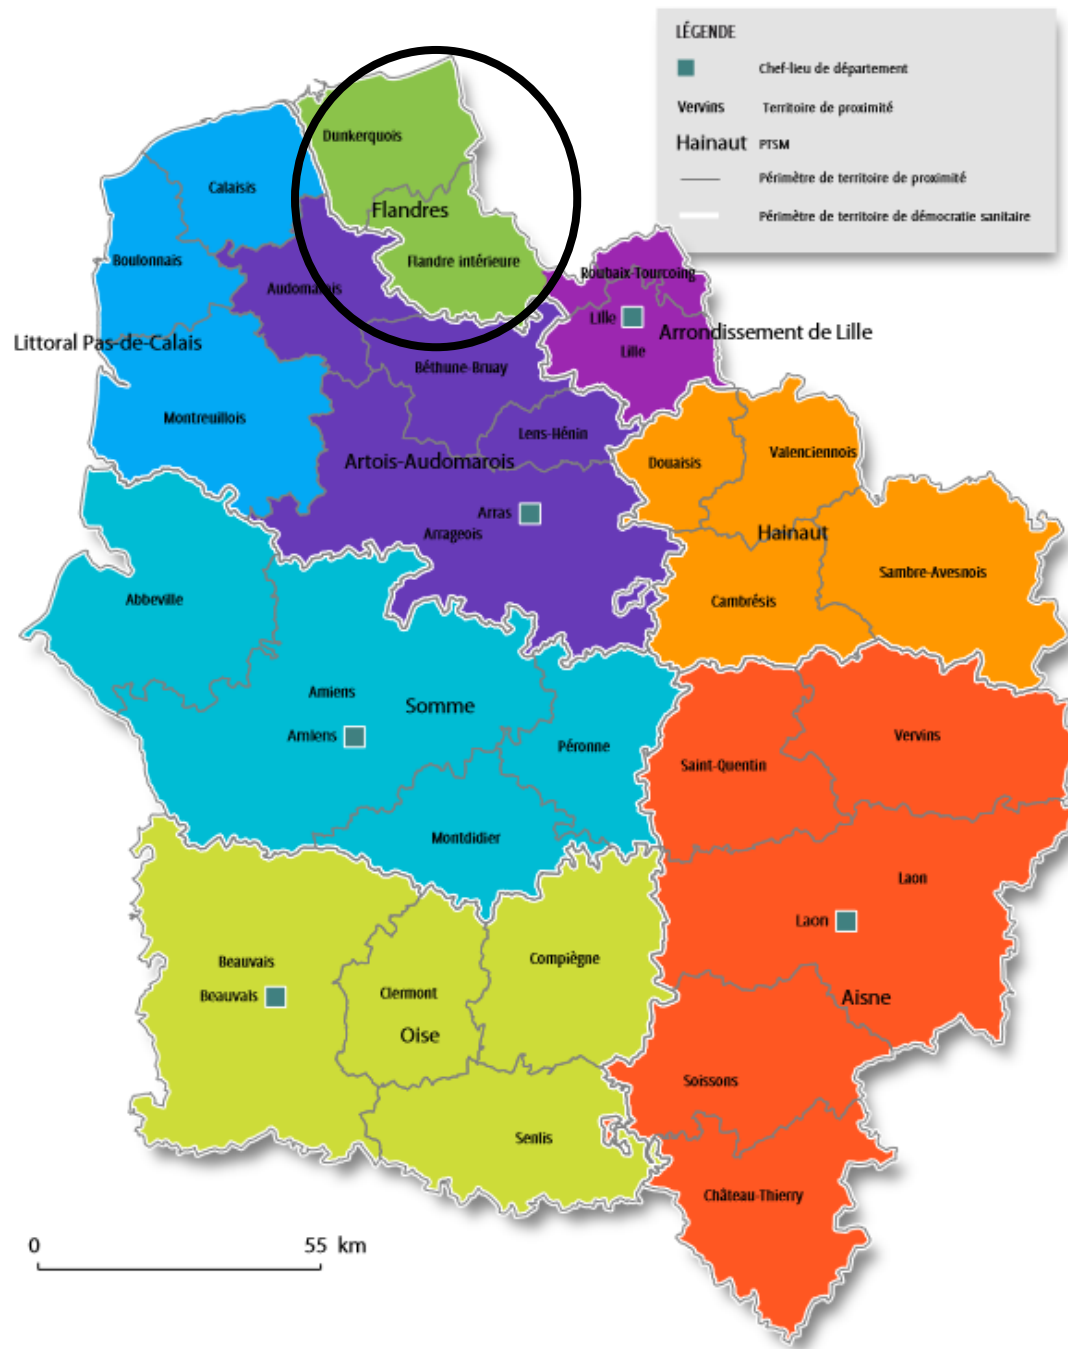 LÉGENDE
Chef-lieu de département
Vervins Territoire de proximité
Hainaut PTSM
Périmètre de territoire de proximité
Périmètre de territoire de démocratie sanitaire
Dunkerquois
Calaisis
Flandres
Boulonnais
Flandre intérieure
Audomarois
Roubaix-Tourcoing
Lille
Arrondissement de Lille
Littoral Pas-de-Calais
Lille
Béthune-Bruay
Montreuillois
Lens-Hénin
Artois-Audomarois
Douaisis
Valenciennois
Arras
Arrageois
Hainaut
Sambre-Avesnois
Abbeville
Cambrésis
Amiens
Somme
Amiens
Péronne
Vervins
Saint-Quentin
Montdidier
Laon
Laon
Beauvais
Compiègne
Beauvais
Clermont
Aisne
Oise
Soissons
Senlis
Château-Thierry
0 55 km